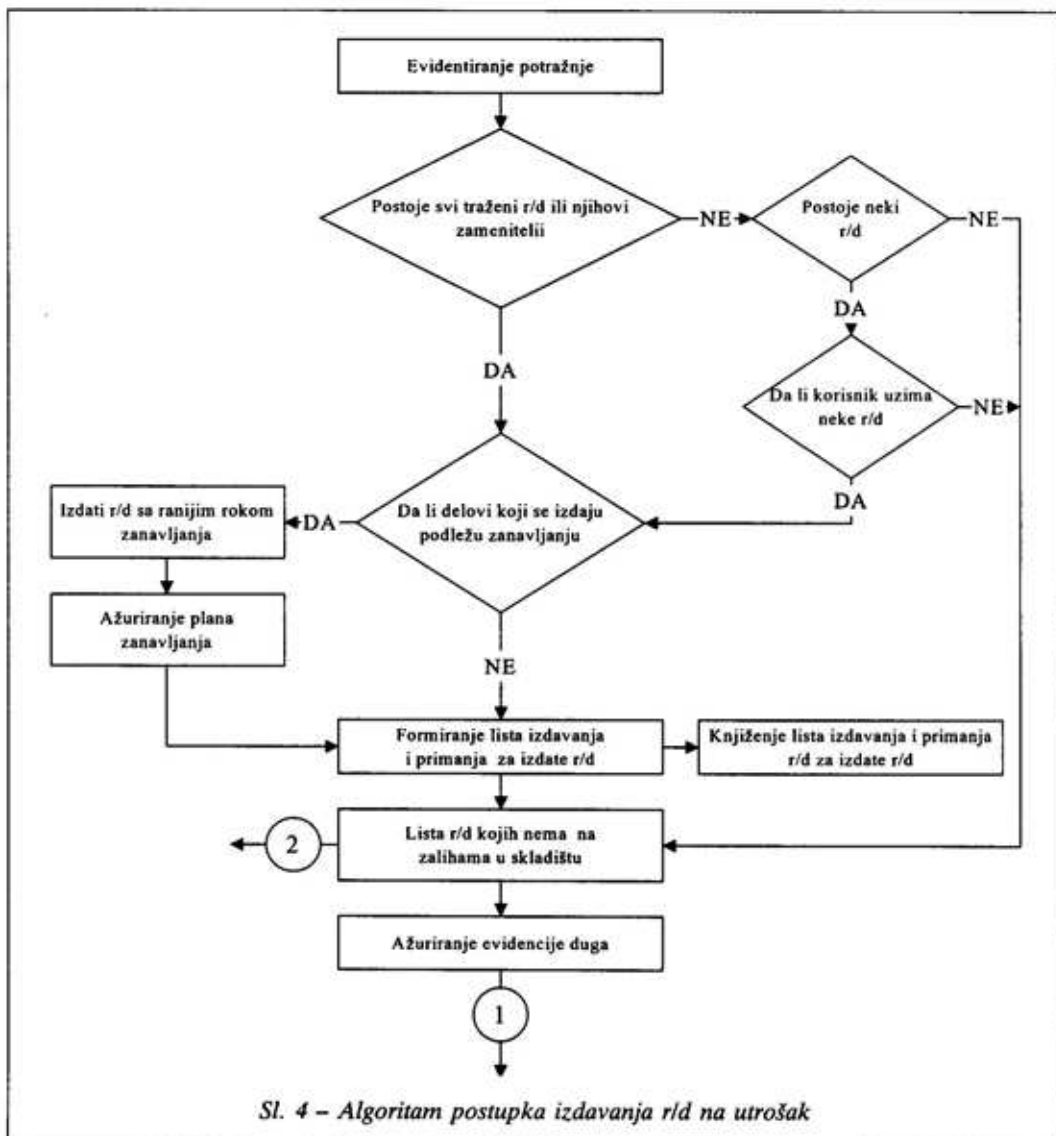 Evidentiranje potražnje
Postoje svi traženi r/d ili njihovi
zamenitelii
NE
Postoje neki
r/d
NE
DA
DA
Da li korisnik uzima
neke r/d
NE
DA
Izdati r/d sa ranijim rokom
zanavljanja
DA
Da li delovi koji se izdaju
podležu zanavljanju
Ažuriranje plana
zanavljanja
NE
Formiranje lista izdavanja
i primanja za izdate r/d
Knjiženje lista izdavanja i primanja
r/d za izdate r/d
2
Lista r/d kojih nema na
zalihama u skladištu
Ažuriranje evidencije duga
1
Sl. 4 – Algoritam postupka izdavanja r/d na utrošak